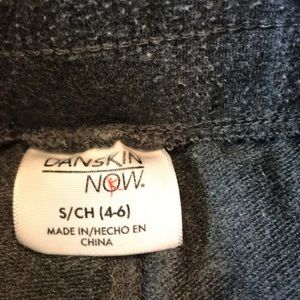 DANSKIN
NOW.
S/CH (4-6)
MADE IN/HECHO EN
CHINA